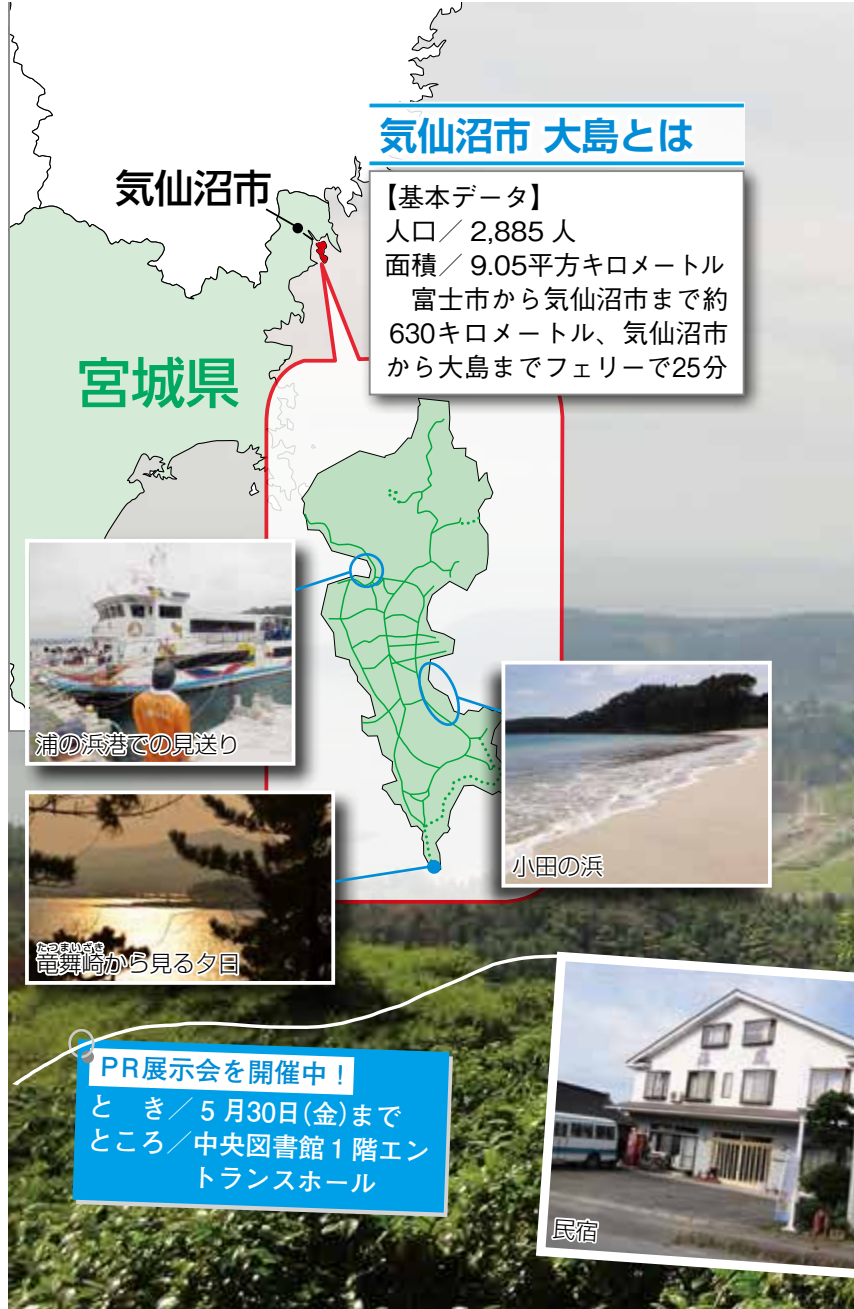 気仙沼市 大島とは
気仙沼市
【基本データ】
人口／ 2,885 人
面積／ 9.05平方キロメートル
富士市から気仙沼市まで約
630キロメートル、気仙沼市
から大島までフェリーで25分
宮城県
浦の浜港での見送り
小田の浜
たつまいざき
竜舞崎から見る夕日
PR展示会を開催中！
と　き／ 5 月30日(金)まで
ところ／中央図書館 1 階エン
トランスホール
民宿